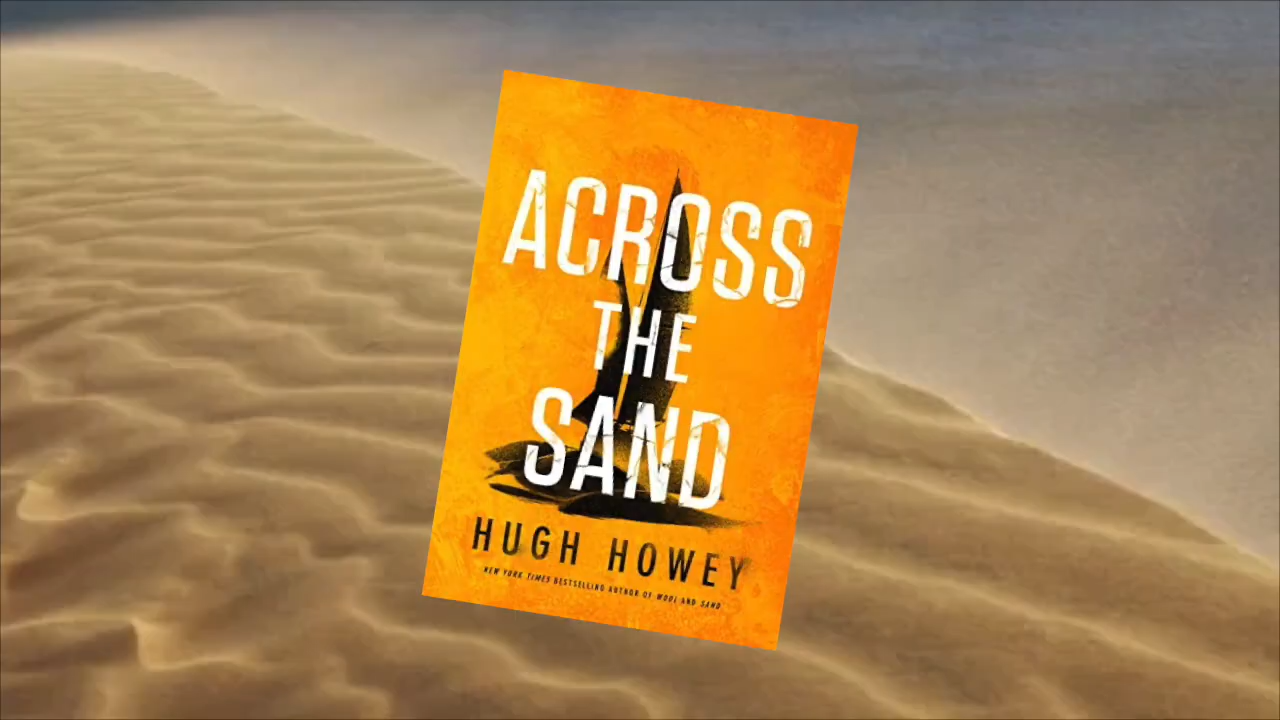 ACROSS
THE
SAND
HUGH HOWEY
NEW YORK TIMES BESTSELLING AUTHOR OF WOOL AND SAND